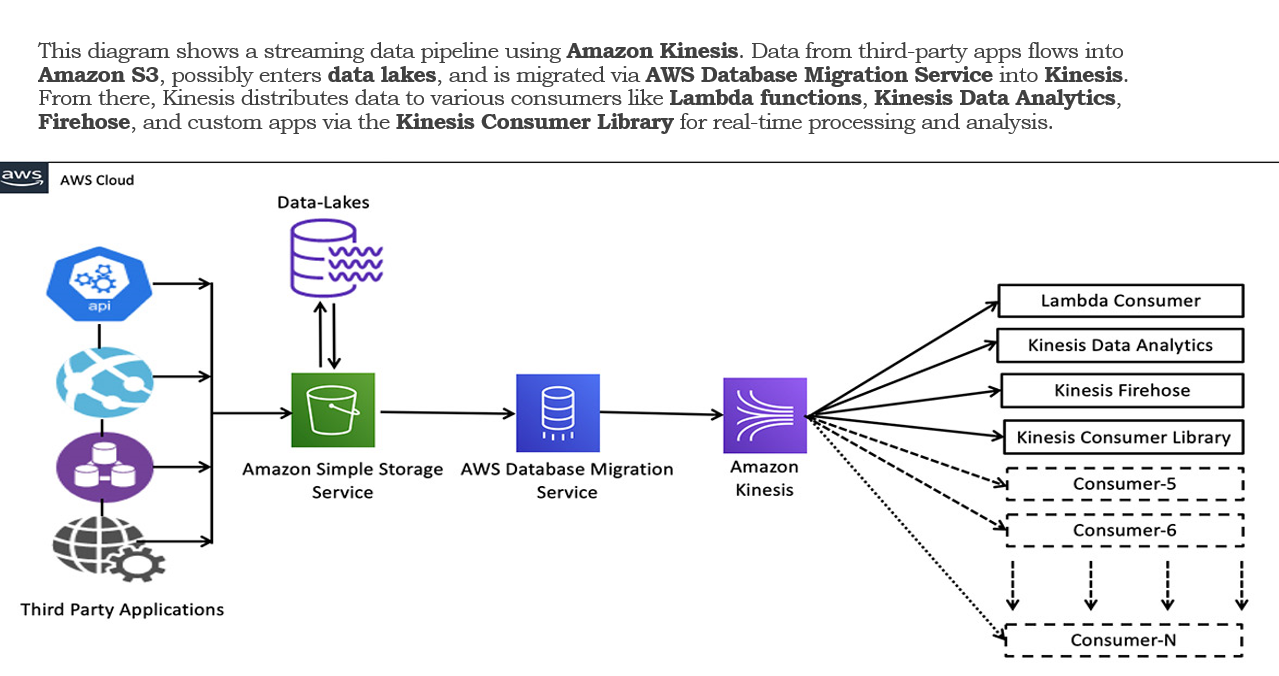 This diagram shows a streaming data pipeline using Amazon Kinesis. Data from third-party apps flows into
Amazon S3, possibly enters data lakes, and is migrated via AWS Database Migration Service into Kinesis.
From there, Kinesis distributes data to various consumers like Lambda functions, Kinesis Data Analytics,
Firehose, and custom apps via the Kinesis Consumer Library for real-time processing and analysis.
aws
AWS Cloud
Data-Lakes
api
Amazon Simple Storage
Service
AWS Database Migration
Service
Amazon
Kinesis
Third Party Applications
Lambda Consumer
Kinesis Data Analytics
Kinesis Firehose
Kinesis Consumer Library
Consumer-5
Consumer-6
Consumer-N